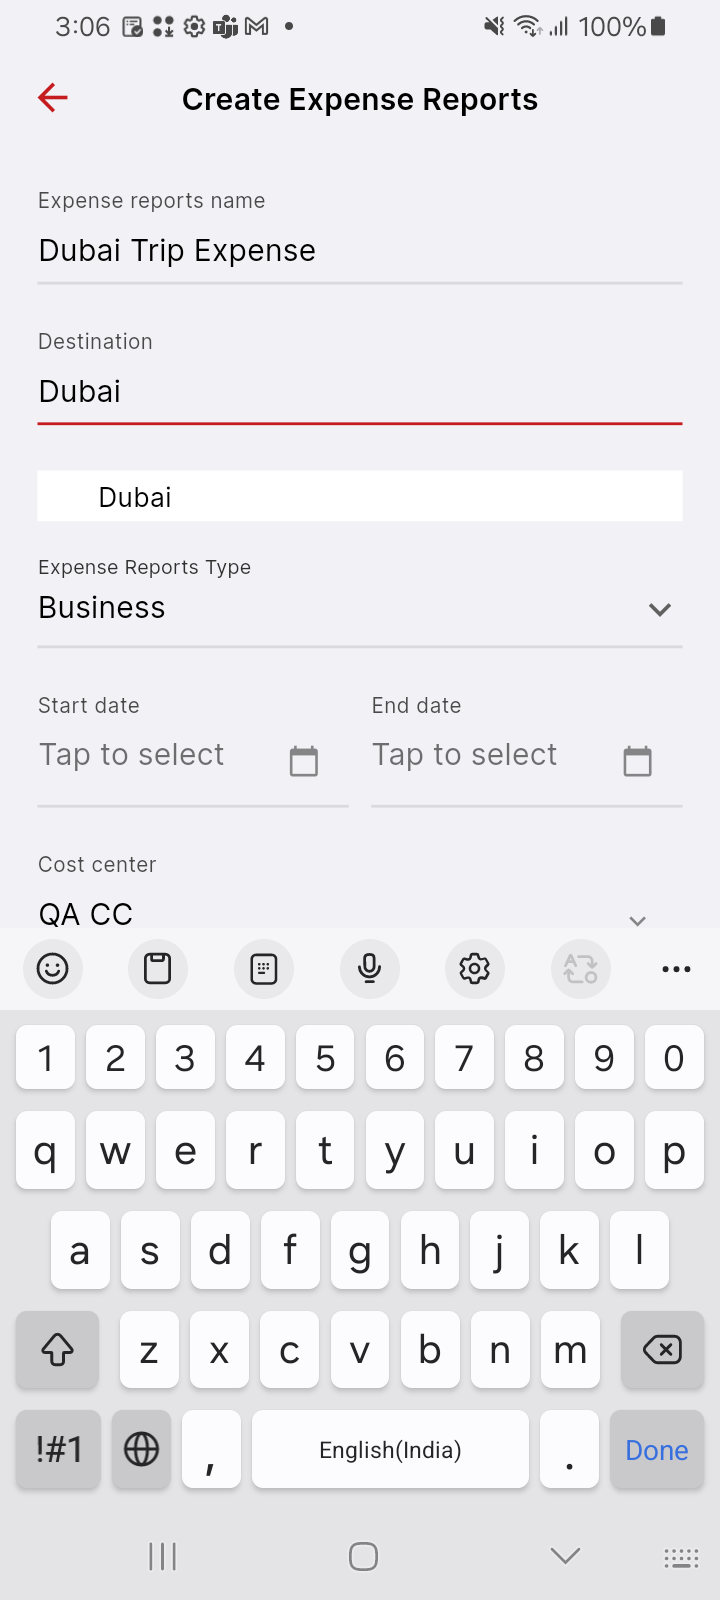 3:06 100%
Create Expense Reports
Expense reports name
Dubai Trip Expense
Destination
Dubai
Dubai
Expense Reports Type
Business
Start date End date
Tap to select Tap to select
Cost center
QA CC
1 2 3 4 5 6 7 8 9 0
q w e r t y u i o p
a s d f g h j k l
z x c v b n m
!#1 , English(India) . Done